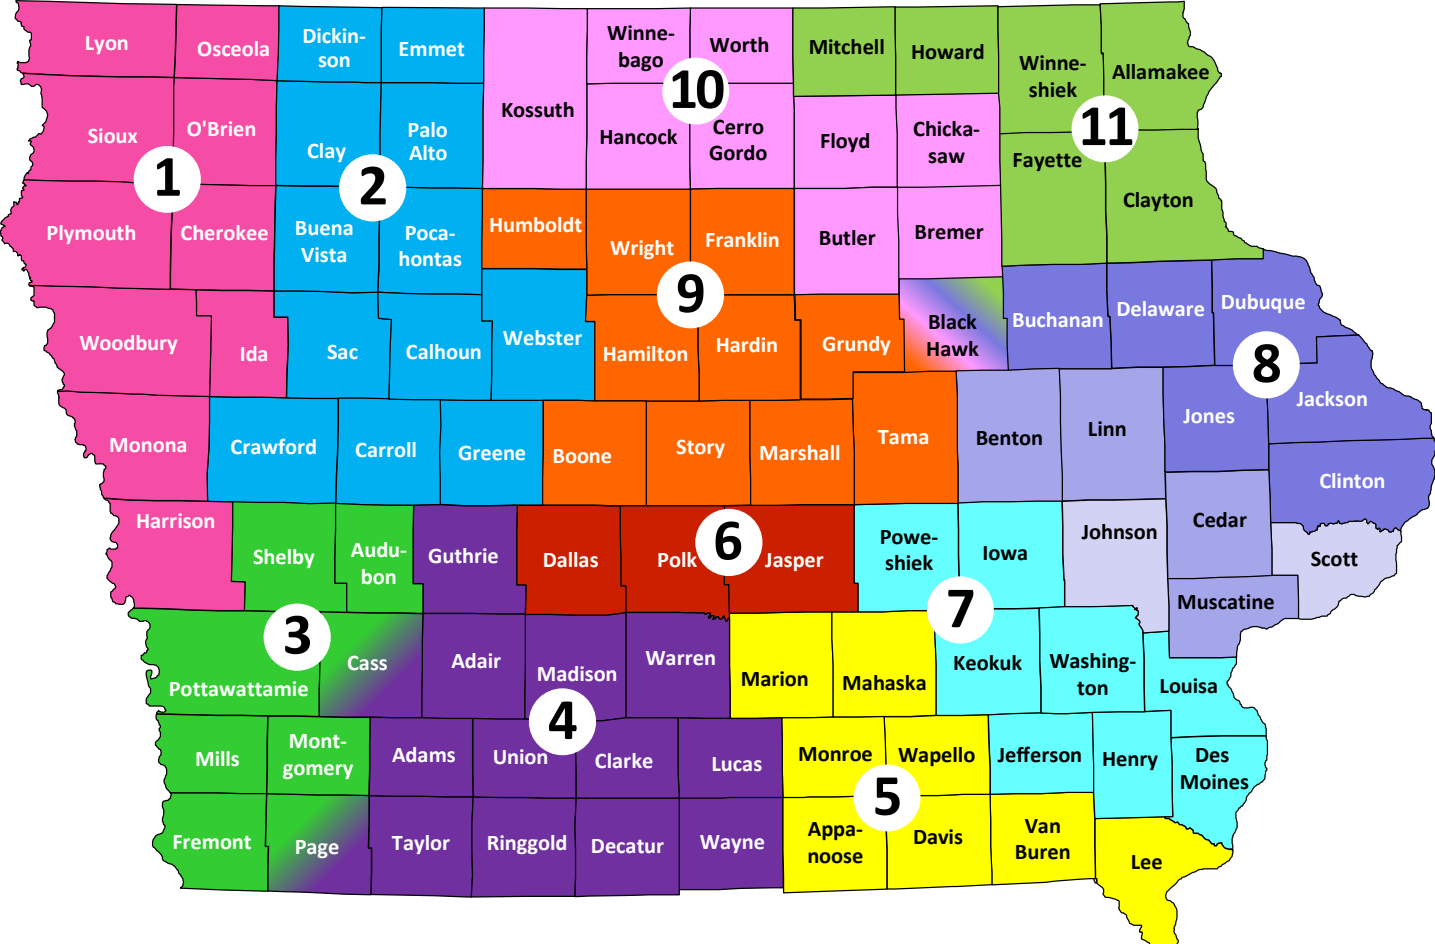 Lyon
Osceola
Dickin-
son
Emmet
Kossuth
Winne-
bago
Worth
Mitchell
Howard
Winne-
shiek
Allamakee
Sioux
O'Brien
Clay
Palo
Alto
Hancock
Cerro
Gordo
Floyd
Chicka-
saw
Fayette
Clayton
1
2
10
11
Plymouth
Cherokee
Buena
Vista
Poca-
hontas
Humboldt
Wright
Franklin
Butler
Bremer
9
Woodbury
Ida
Sac
Calhoun
Webster
Hamilton
Hardin
Grundy
Black
Hawk
Buchanan
Delaware
Dubuque
8
Monona
Crawford
Carroll
Greene
Boone
Story
Marshall
Tama
Benton
Linn
Jones
Jackson
Clinton
Harrison
Shelby
Audu-
bon
Guthrie
Dallas
Polk
6
Jasper
Powe-
shiek
Iowa
Johnson
Cedar
Scott
Muscatine
3
7
Pottawattamie
Cass
Adair
Madison
Warren
Marion
Mahaska
Keokuk
Washing-
ton
Louisa
4
Mills
Mont-
gomery
Adams
Union
Clarke
Lucas
Monroe
Wapello
Jefferson
Henry
Des
Moines
5
Fremont
Page
Taylor
Ringgold
Decatur
Wayne
Appa-
noose
Davis
Van
Buren
Lee